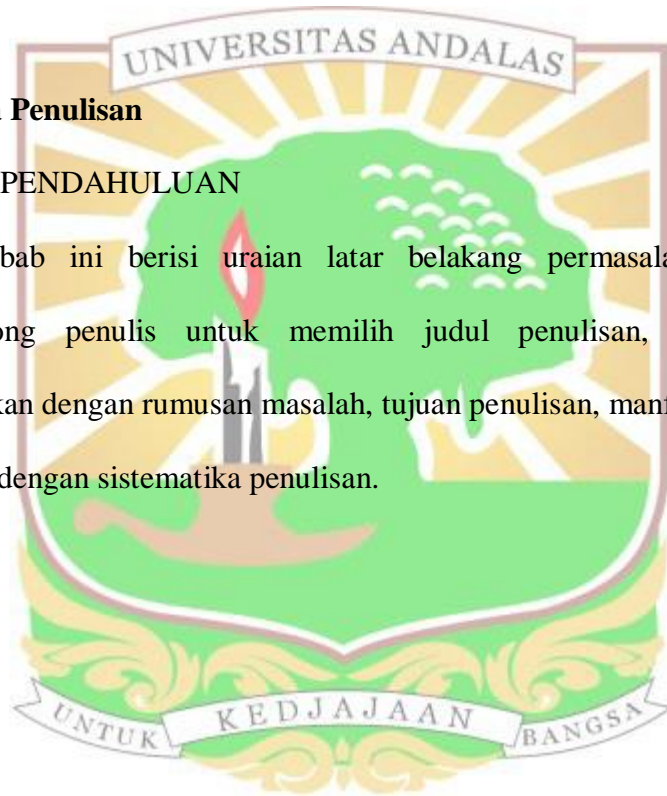 UNIVERSITAS ANDALAS
Penulisan
PENDAHULUAN
bab ini berisi uraian latar belakang permasala
ong penulis untuk memilih judul penulisan,
kan dengan rumusan masalah, tujuan penulisan, manf
dengan sistematika penulisan.
UNTUK KEDJAJAAN BANGSA